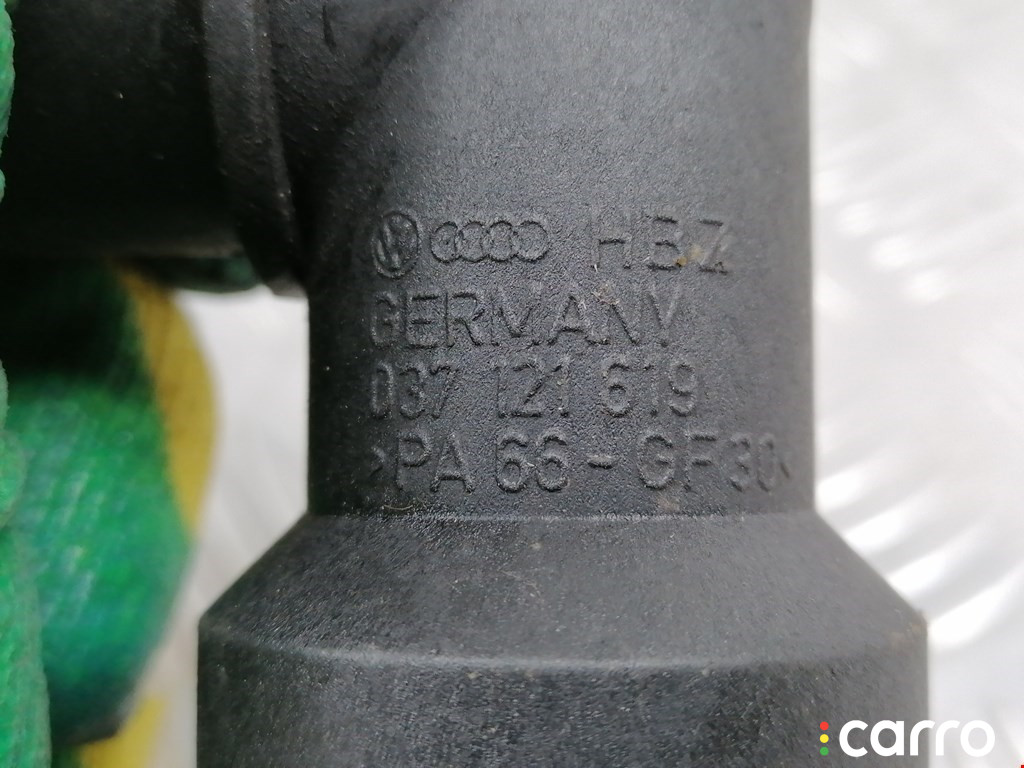 HBZ
GERMANY
037 121 619
>PA 66-GF30<
carro